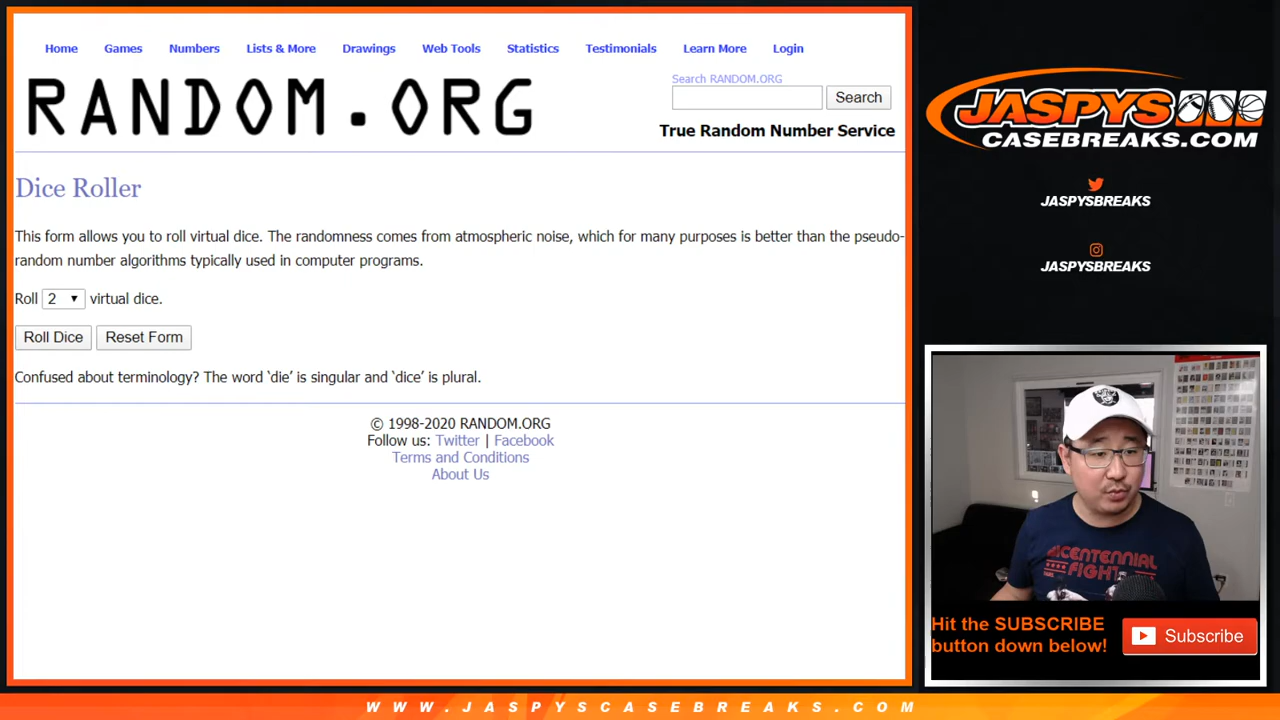 Home Games Numbers Lists & More Drawings Web Tools Statistics Testimonials Learn More Login
RANDOM.ORG
Search RANDOM.ORG
Search
True Random Number Service
Dice Roller
This form allows you to roll virtual dice. The randomness comes from atmospheric noise, which for many purposes is better than the pseudo-
random number algorithms typically used in computer programs.
Roll 2 virtual dice.
Roll Dice Reset Form
Confused about terminology? The word ‘die’ is singular and ‘dice’ is plural.
© 1998-2020 RANDOM.ORG
Follow us: Twitter | Facebook
Terms and Conditions
About Us
JASPYS
CASEBREAKS.COM
JASPYSBREAKS
JASPYSBREAKS
BICENTENNIAL
FIGHT
Hit the SUBSCRIBE
button down below!
Subscribe
WWW.JASPYSCASEBREAKS.COM